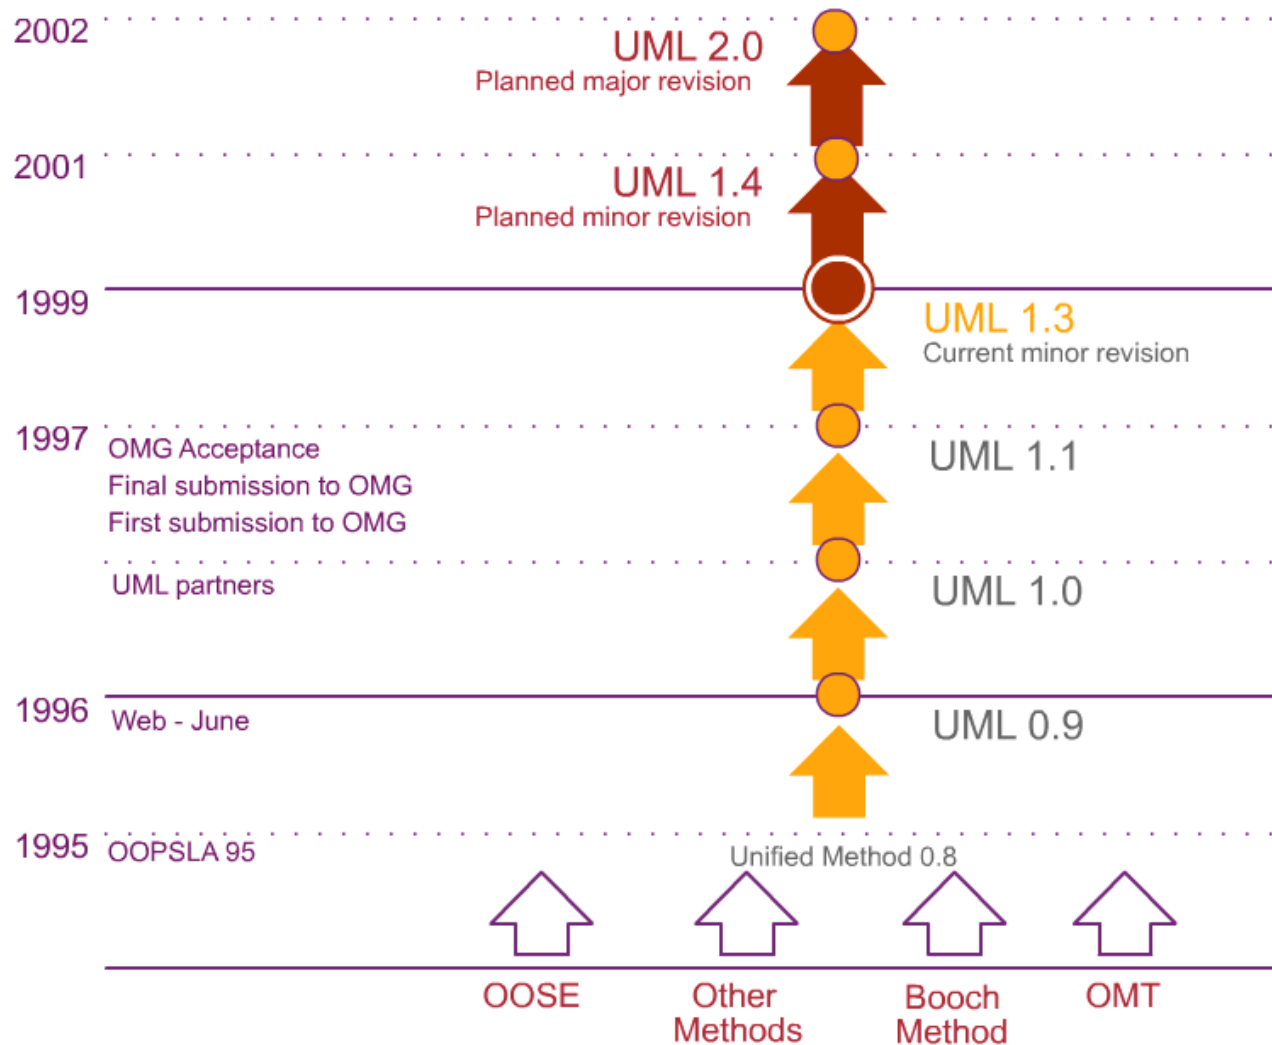 2002
UML 2.0
Planned major revision
2001
UML 1.4
Planned minor revision
1999
UML 1.3
Current minor revision
1997
OMG Acceptance
UML 1.1
Final submission to OMG
First submission to OMG
UML partners
UML 1.0
1996
Web - June
UML 0.9
1995
OOPSLA 95
Unified Method 0.8
OOSE
Other
Methods
Booch
Method
OMT